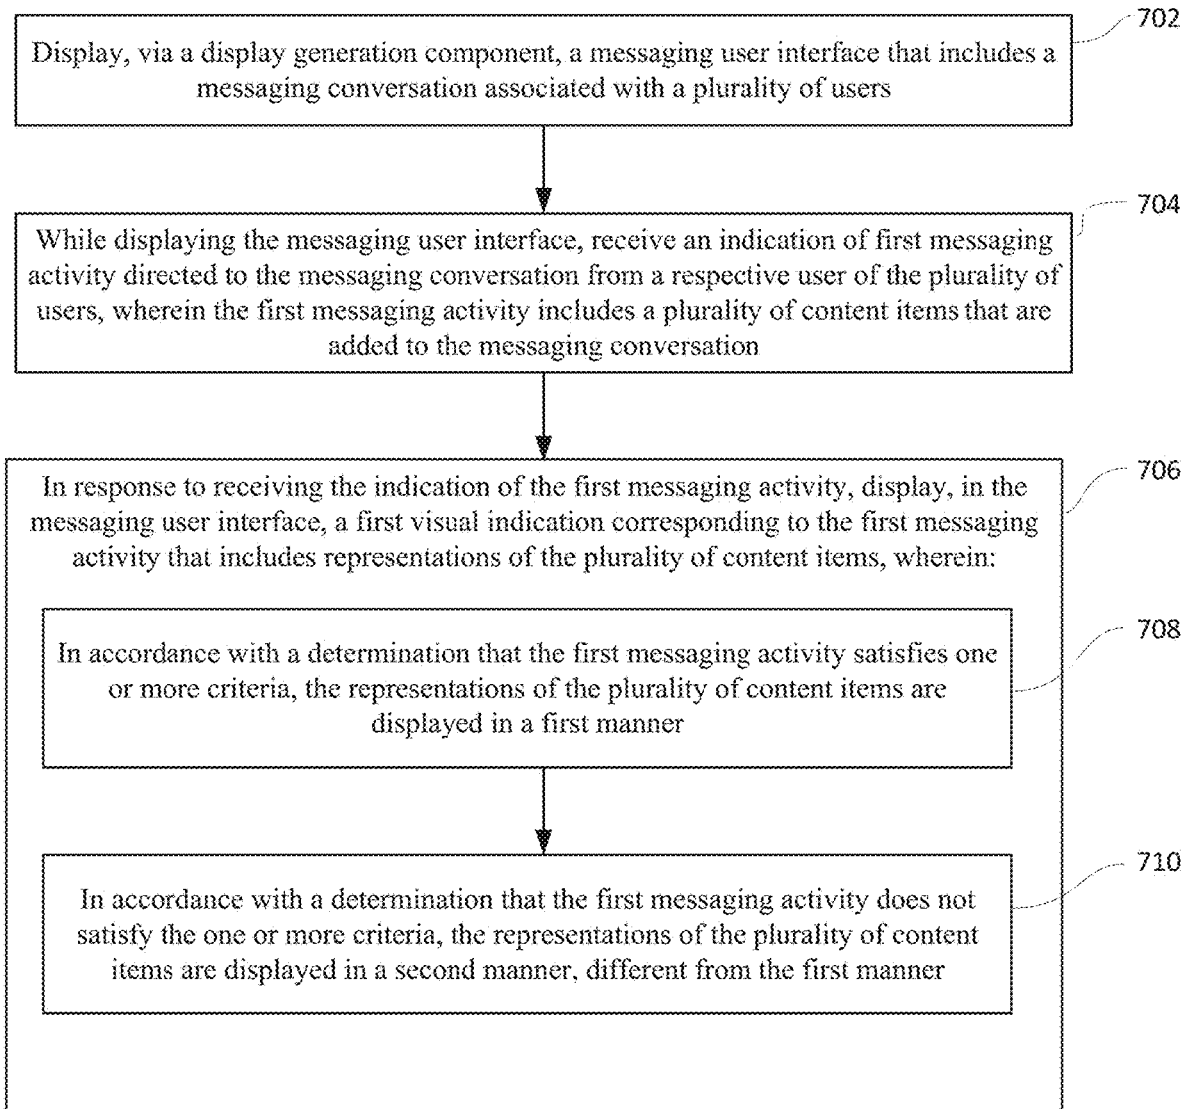 702
Display, via a display generation component, a messaging user interface that includes a
messaging conversation associated with a plurality of users
704
While displaying the messaging user interface, receive an indication of first messaging
activity directed to the messaging conversation from a respective user of the plurality of
users, wherein the first messaging activity includes a plurality of content items that are
added to the messaging conversation
706
In response to receiving the indication of the first messaging activity, display, in the
messaging user interface, a first visual indication corresponding to the first messaging
activity that includes representations of the plurality of content items, wherein:
708
In accordance with a determination that the first messaging activity satisfies one
or more criteria, the representations of the plurality of content items are
displayed in a first manner
710
In accordance with a determination that the first messaging activity does not
satisfy the one or more criteria, the representations of the plurality of content
items are displayed in a second manner, different from the first manner